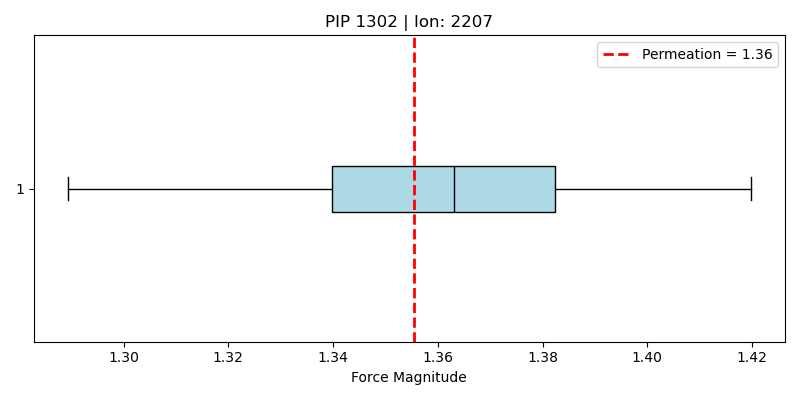 PIP 1302 | Ion: 2207
Permeation = 1.36
1
1.30 1.32 1.34 1.36 1.38 1.40 1.42
Force Magnitude